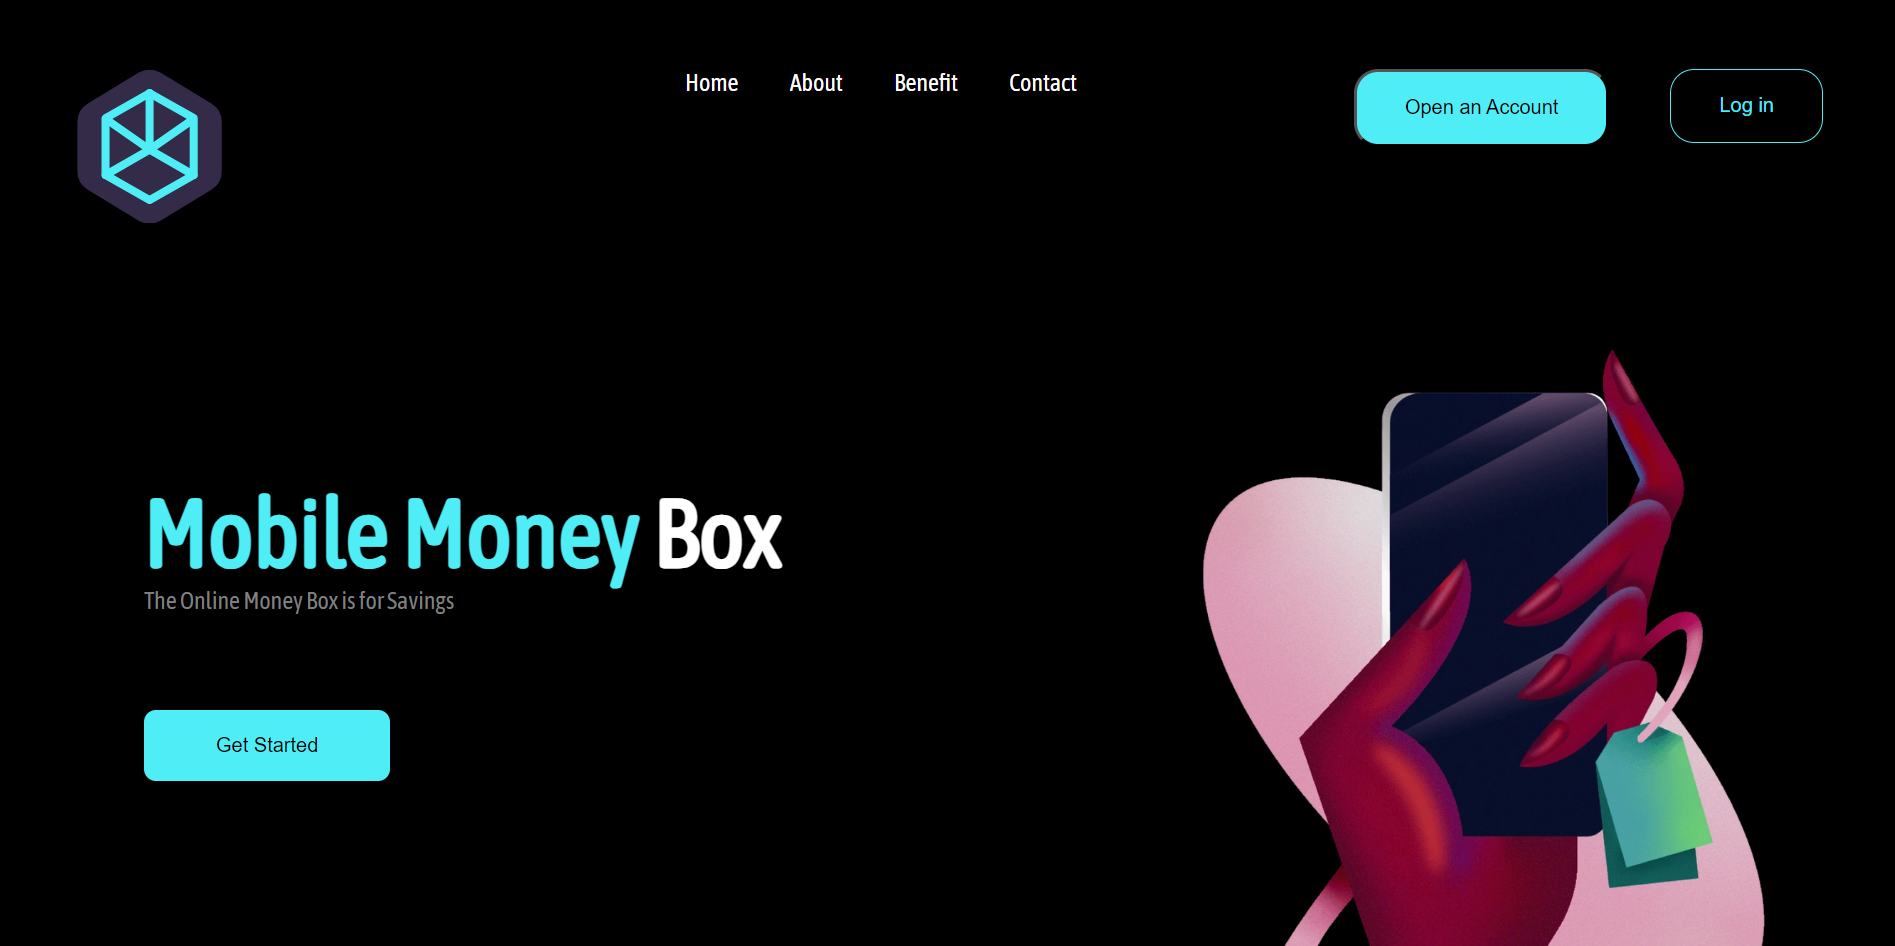 Home About Benefit Contact Open an Account Log in
Mobile Money Box
The Online Money Box is for Savings
Get Started